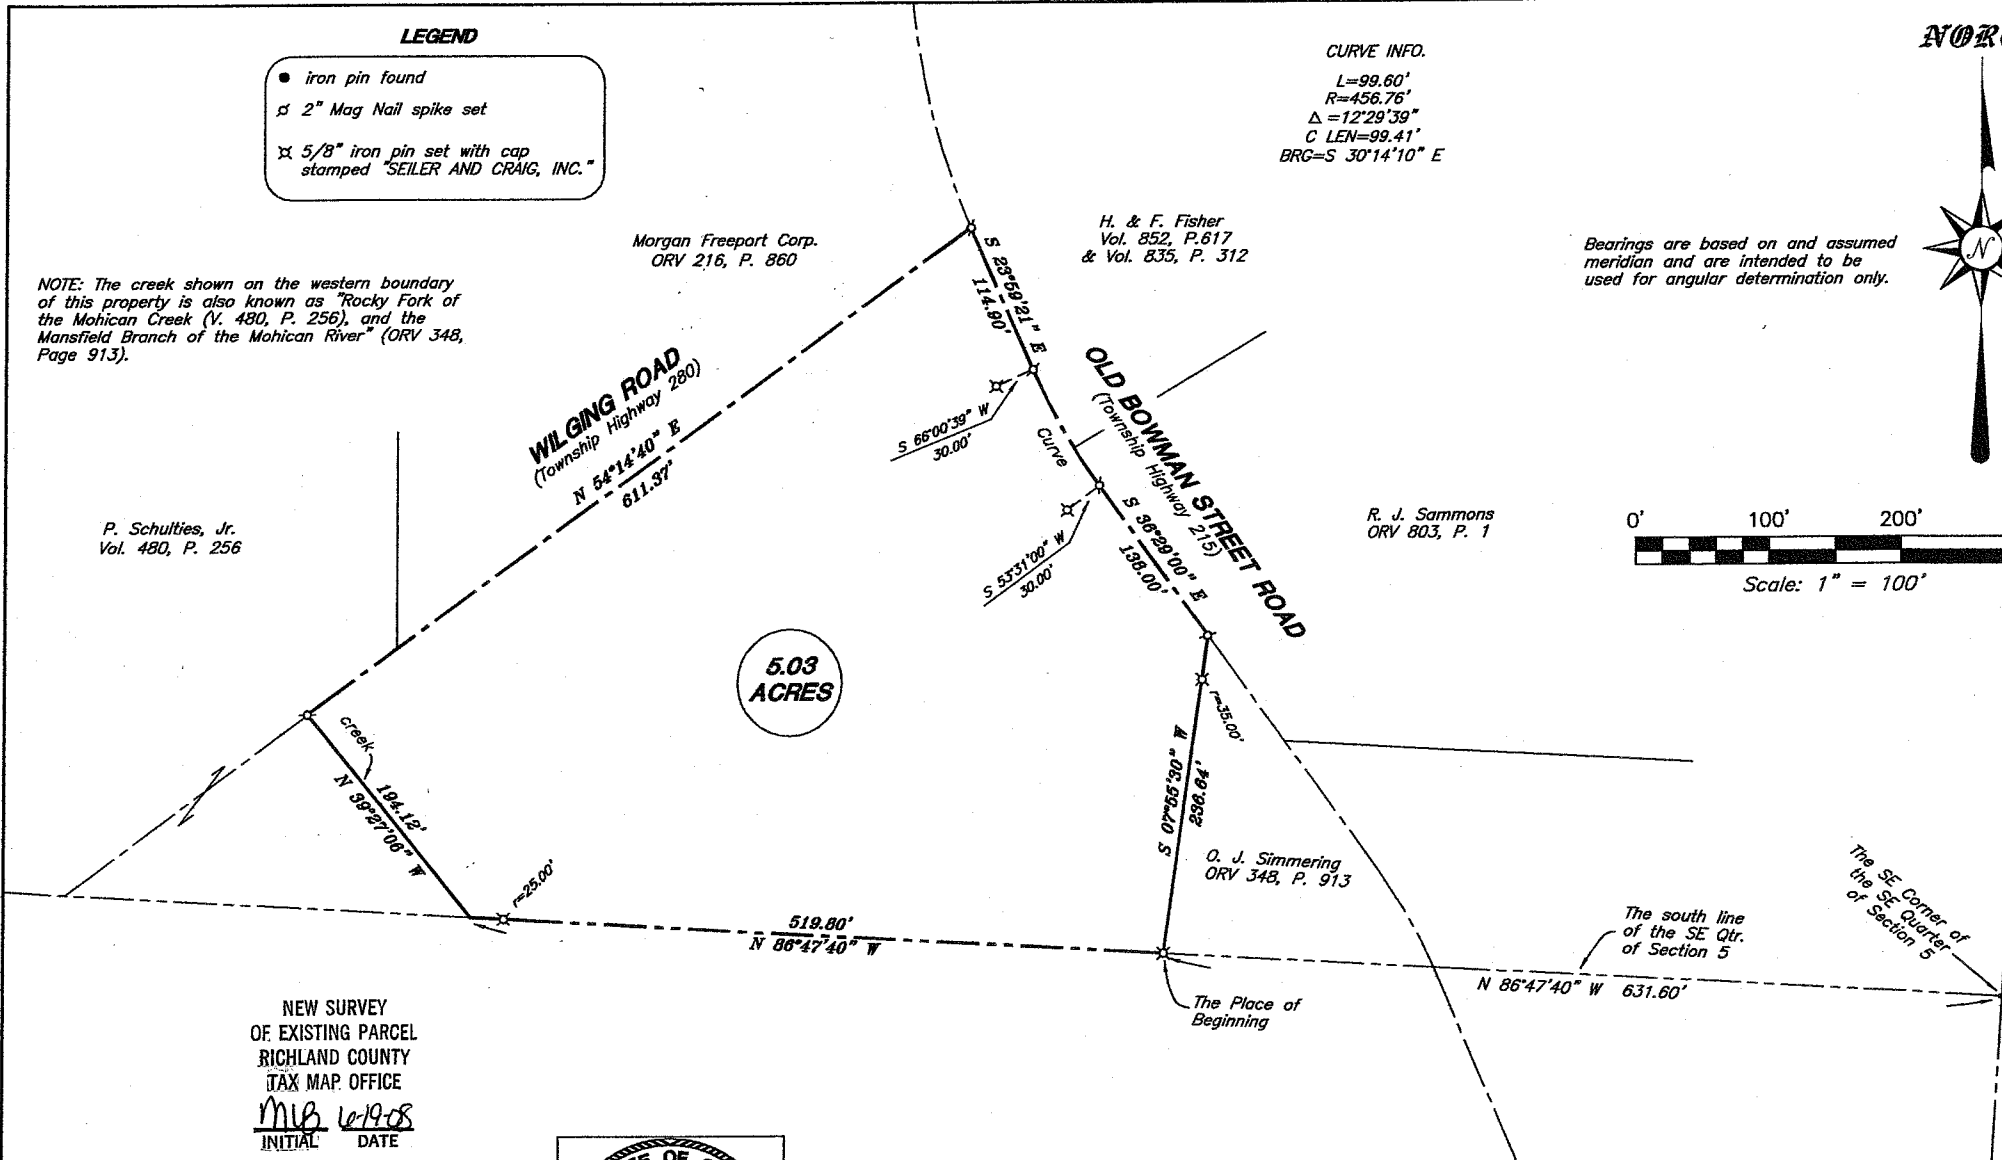 LEGEND
iron pin found
2" Mag Nail spike set
5/8" iron pin set with cap
stamped "SEILER AND CRAIG, INC."
CURVE INFO.
L=99.60'
R=456.76'
Δ=12°29'39"
C LEN=99.41'
BRG=S 30°14'10" E
Morgan Freeport Corp.
ORV 216, P. 860
H. & F. Fisher
Vol. 852, P.617
& Vol. 835, P. 312
Bearings are based on and assumed
meridian and are intended to be
used for angular determination only.
N
NOTE: The creek shown on the western boundary
of this property is also known as "Rocky Fork of
the Mohican Creek (V. 480, P. 256), and the
Mansfield Branch of the Mohican River" (ORV 348,
Page 913).
S 23°59'21" E
114.90'
WILGING ROAD
(Township Highway 280)
N 54°14'40" E
611.37'
OLD BOWMAN STREET ROAD
(Township Highway 215)
S 66°00'39" W
30.00'
Curve
S 53°31'00" W
30.00'
S 36°29'00" E
138.00'
P. Schulties, Jr.
Vol. 480, P. 256
R. J. Sammons
ORV 803, P. 1
0' 100' 200'
Scale: 1" = 100'
5.03
ACRES
creek
194.12'
N 39°27'06" W
r=35.00'
S 07°55'30" W
236.64'
O. J. Simmering
ORV 348, P. 913
r=25.00'
519.80'
N 86°47'40" W
The SE Corner of
the SE Quarter
of Section 5
The south line
of the SE Qtr.
of Section 5
N 86°47'40" W 631.60'
The Place of
Beginning
NEW SURVEY
OF EXISTING PARCEL
RICHLAND COUNTY
TAX MAP OFFICE
MLB 6-19-08
INITIAL DATE
OF